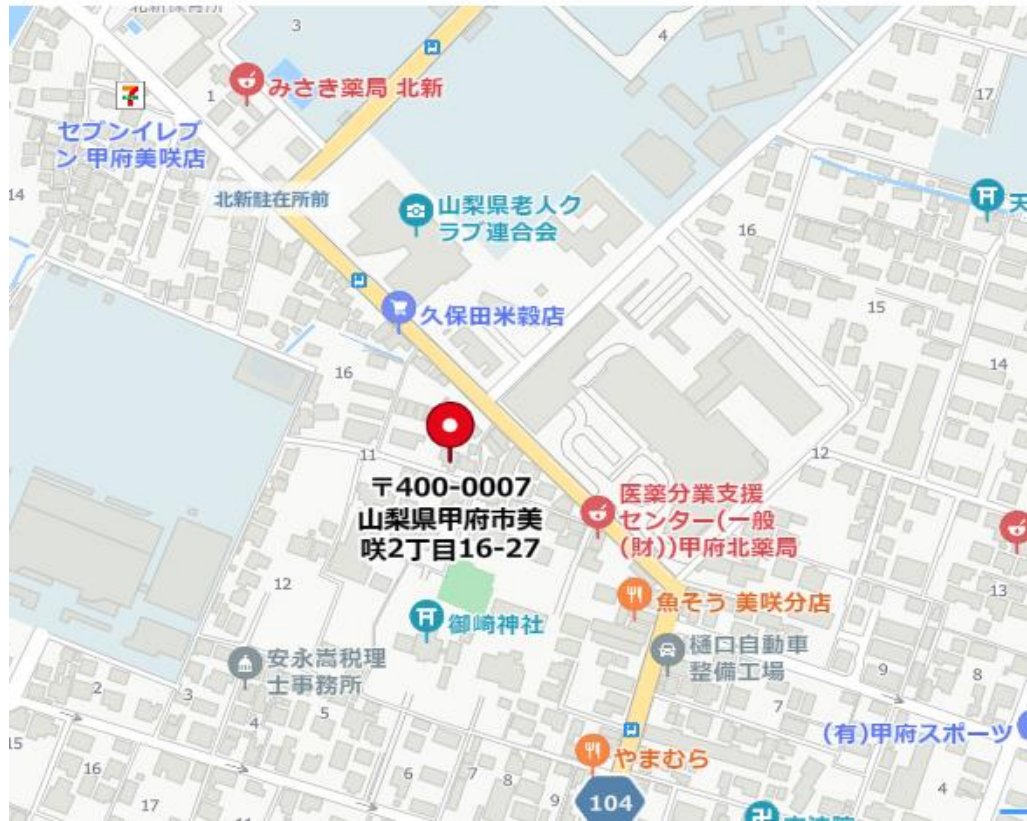 3
4
1
みさき薬局 北新
17
セブンイレブ
ン 甲府美咲店
14
北新駐在所前
山梨県老人ク
ラブ連合会
天
16
15
久保田米穀店
16
14
11
12
〒400-0007
山梨県甲府市美
咲2丁目16-27
医薬分業支援
センター(一般
(財))甲府北薬局
12
13
魚そう 美咲分店
御崎神社
樋口自動車
整備工場
安永嵩税理
士事務所
9
8
2
3
4
5
7
(有)甲府スポーツ
15
16
やまむら
6
7
8
9
4
17
104